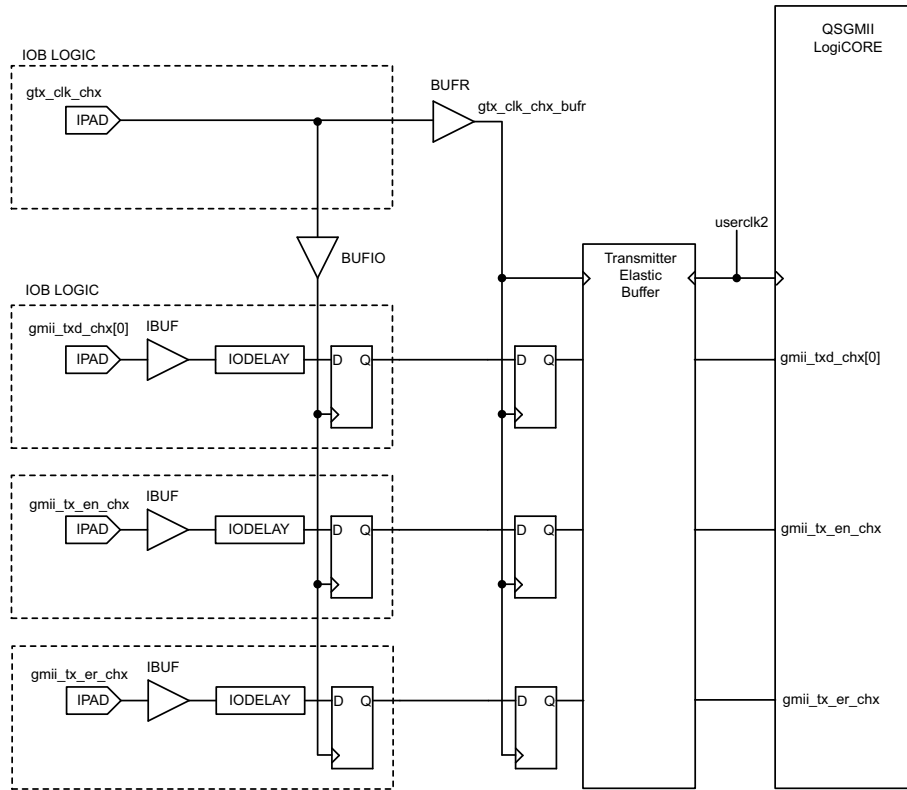 QSGMII
LogiCORE
IOB LOGIC
BUFR
gtx_clk_chx
gtx_clk_chx_bufr
IPAD
userclk2
BUFIO
Transmitter
Elastic
Buffer
IOB LOGIC
gmii_txd_chx[0]
IBUF
IPAD
IODELAY
D
Q
D
Q
gmii_txd_chx[0]
gmii_tx_en_chx
IBUF
IPAD
IODELAY
D
Q
D
Q
gmii_tx_en_chx
gmii_tx_er_chx
IBUF
IPAD
IODELAY
D
Q
D
Q
gmii_tx_er_chx